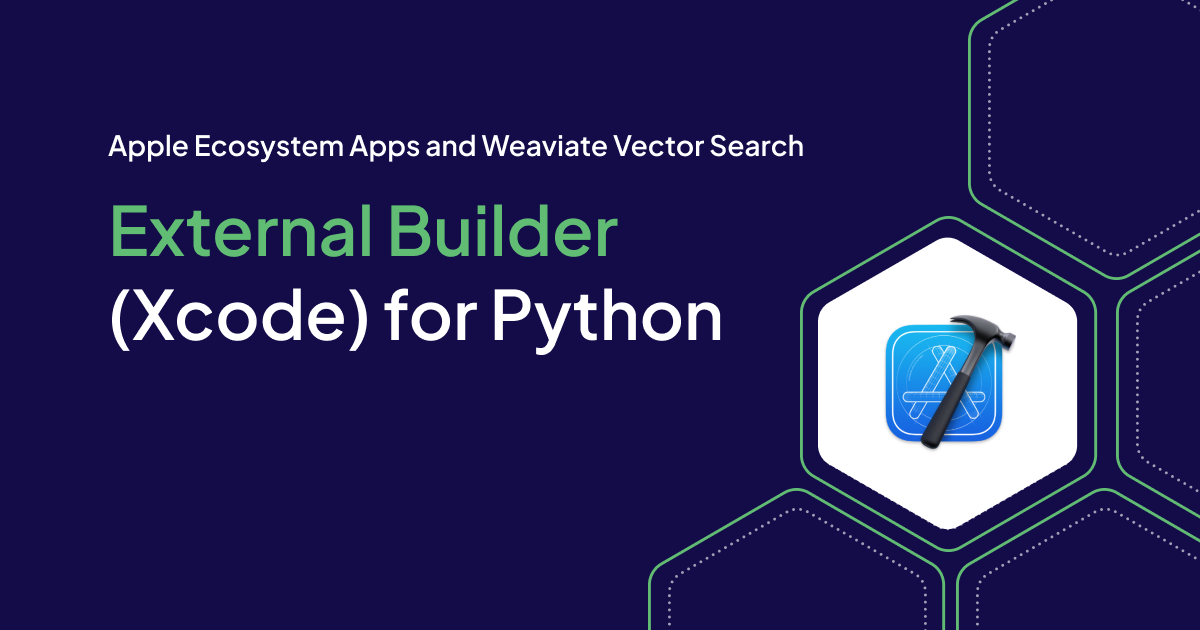 Apple Ecosystem Apps and Weaviate Vector Search
External Builder
(Xcode) for Python